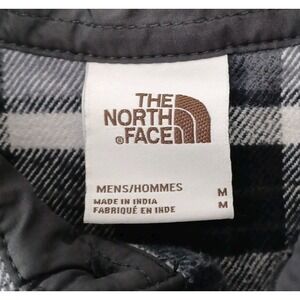 THE
NORTH
®FACE
MENS/HOMMES M
MADE IN INDIA M
FABRIQUÉ EN INDE